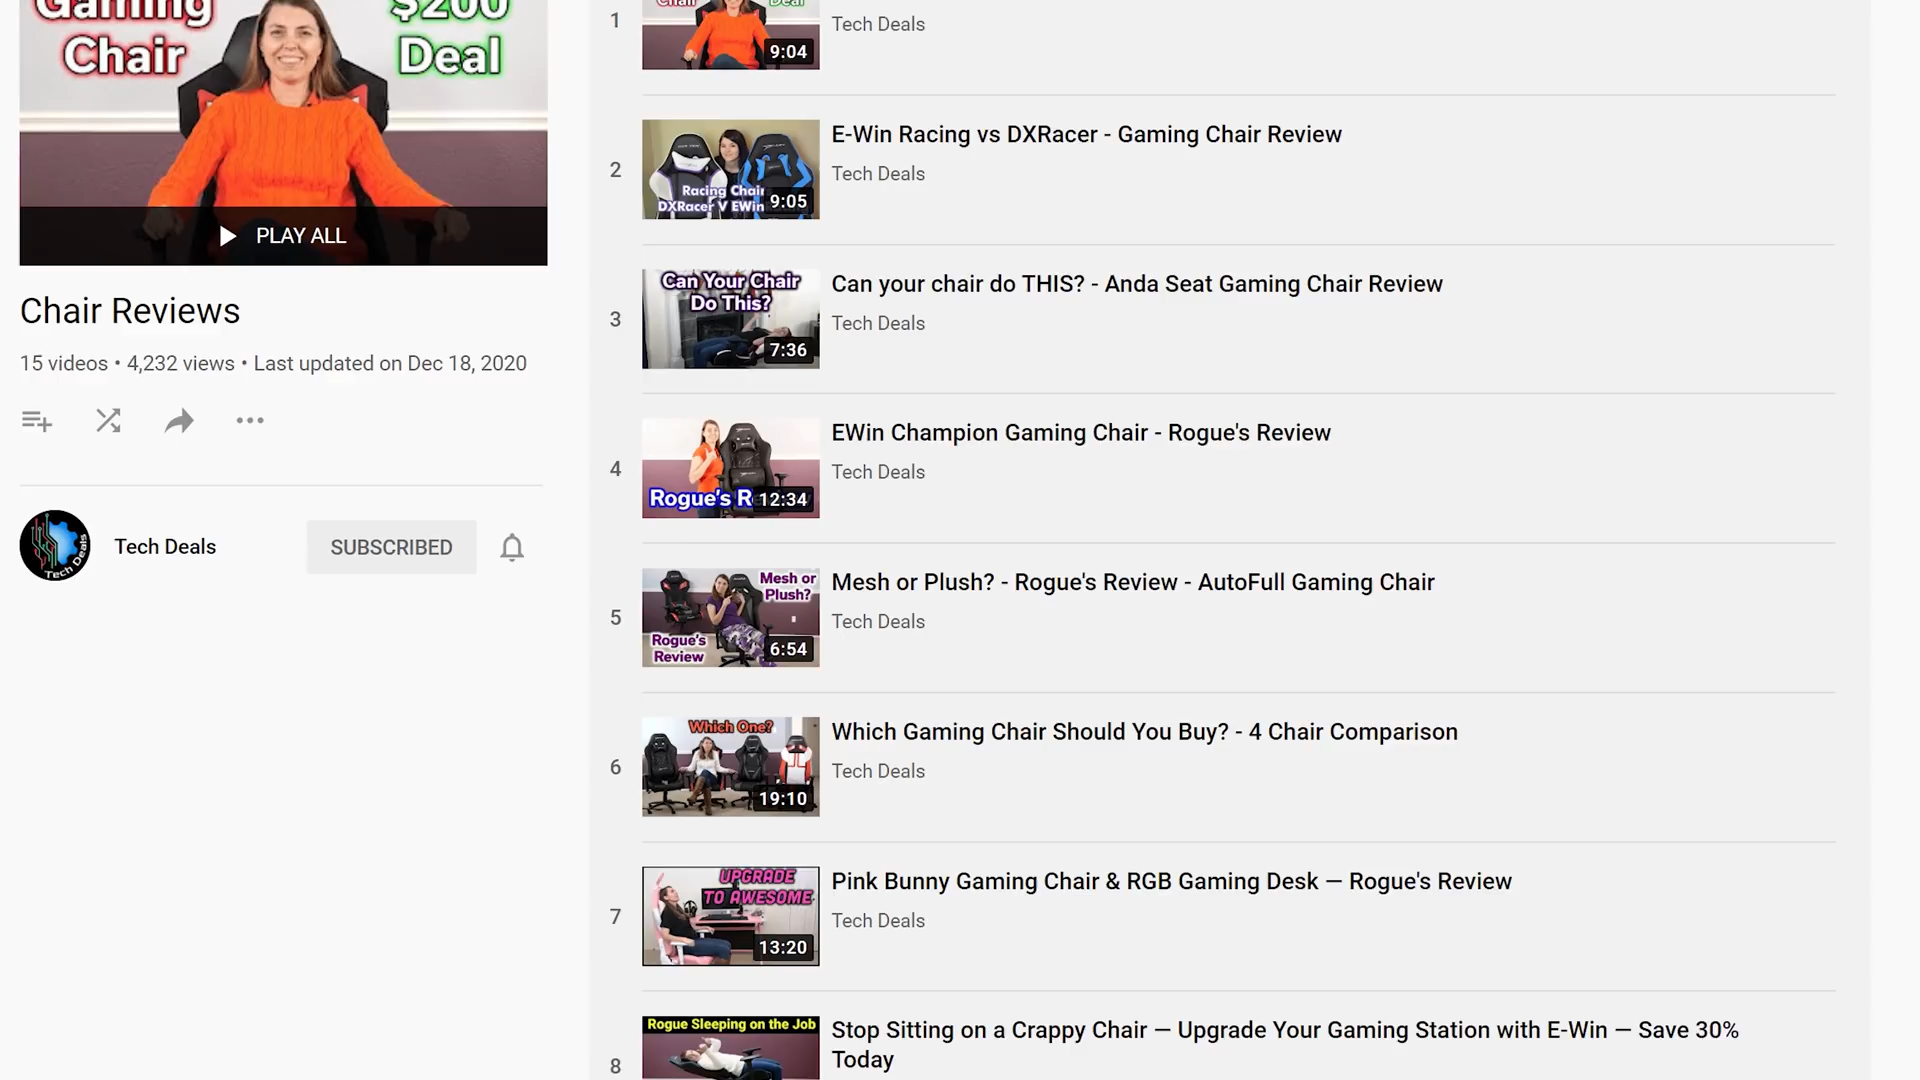 Gaming
Chair
$200
Deal
PLAY ALL
Chair Reviews
15 videos • 4,232 views • Last updated on Dec 18, 2020
Tech Deals
Tech Deals
SUBSCRIBED
1
Chair
Deal
9:04
Tech Deals
2
Racing Chair
DXRacer V EWin
9:05
E-Win Racing vs DXRacer - Gaming Chair Review
Tech Deals
3
Can Your Chair
Do This?
7:36
Can your chair do THIS? - Anda Seat Gaming Chair Review
Tech Deals
4
Rogue's R
12:34
EWin Champion Gaming Chair - Rogue's Review
Tech Deals
5
Mesh or
Plush?
Rogue's
Review
6:54
Mesh or Plush? - Rogue's Review - AutoFull Gaming Chair
Tech Deals
6
Which One?
19:10
Which Gaming Chair Should You Buy? - 4 Chair Comparison
Tech Deals
7
UPGRADE
TO AWESOME
13:20
Pink Bunny Gaming Chair & RGB Gaming Desk — Rogue's Review
Tech Deals
8
Rogue Sleeping on the Job
Stop Sitting on a Crappy Chair — Upgrade Your Gaming Station with E-Win — Save 30%
Today